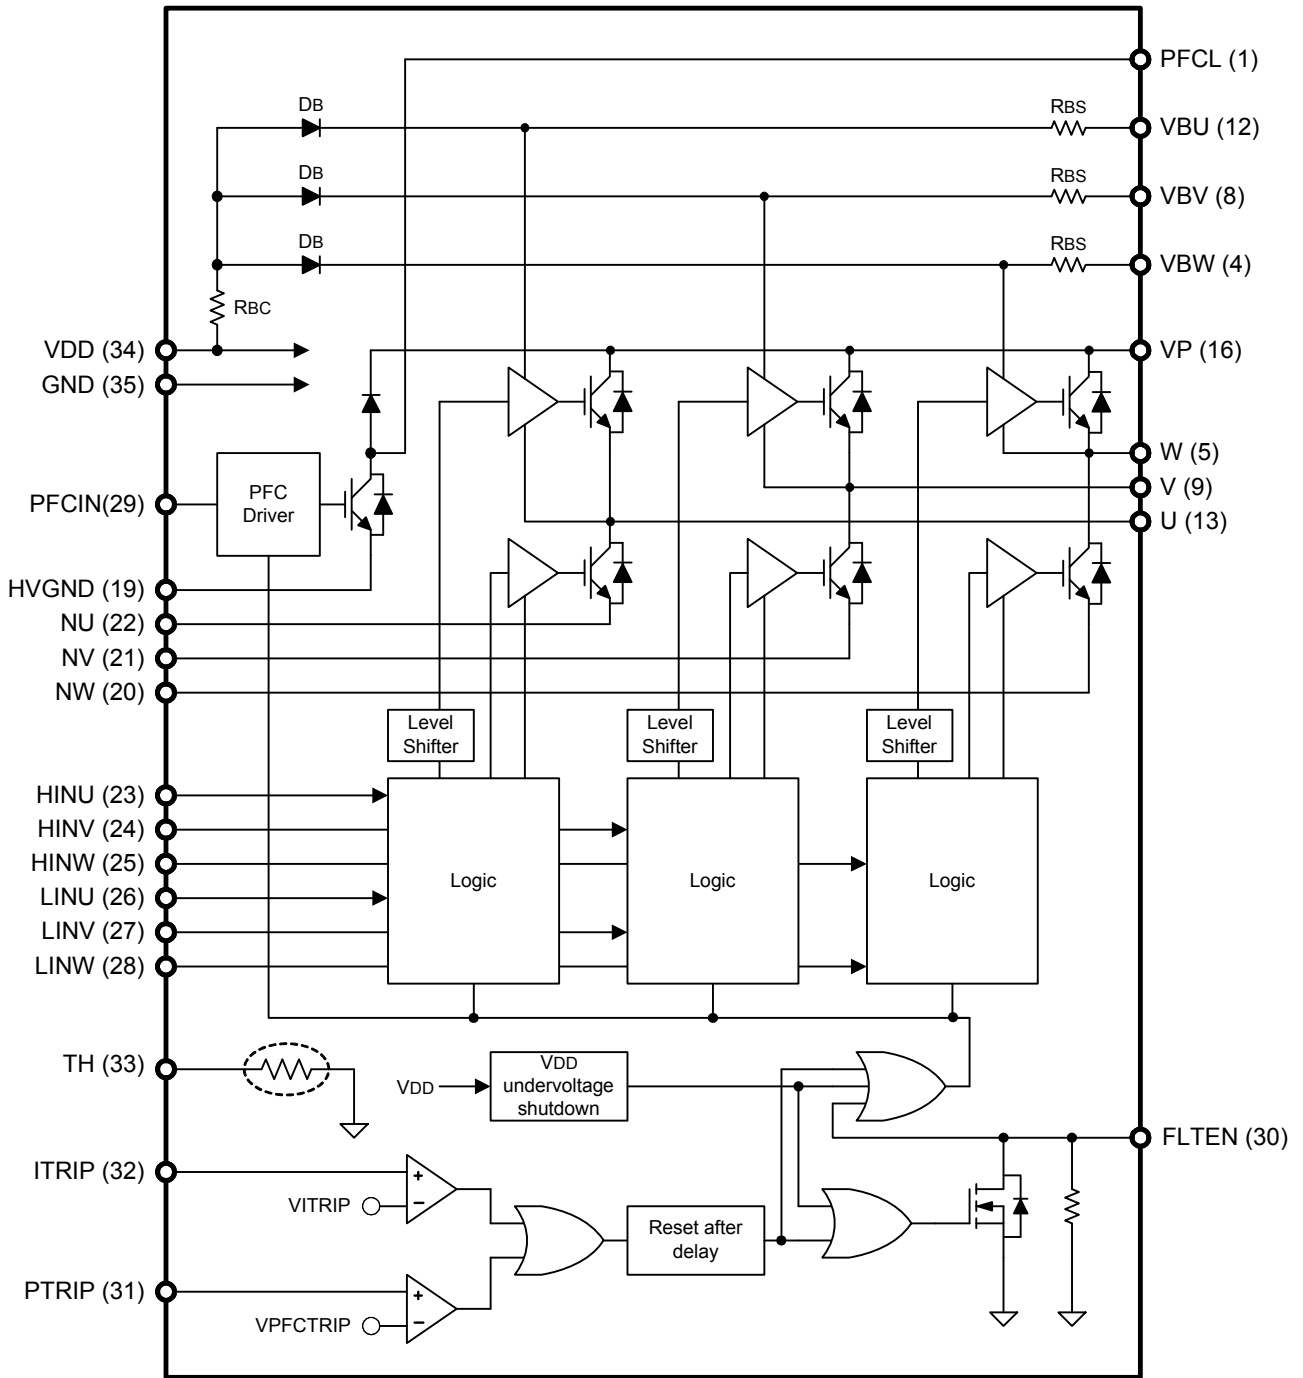 PFCL (1)
DB
RBS
VBU (12)
DB
RBS
VBV (8)
DB
RBS
VBW (4)
RBC
VDD (34)
VP (16)
GND (35)
W (5)
PFCIN(29)
PFC
Driver
V (9)
U (13)
HVGND (19)
NU (22)
NV (21)
NW (20)
Level
Shifter
Level
Shifter
Level
Shifter
HINU (23)
HINV (24)
HINW (25)
LINU (26)
LINV (27)
LINW (28)
Logic
Logic
Logic
TH (33)
VDD
VDD
undervoltage
shutdown
FLTEN (30)
ITRIP (32)
+
−
VITRIP
Reset after
delay
PTRIP (31)
+
−
VPFCTRIP